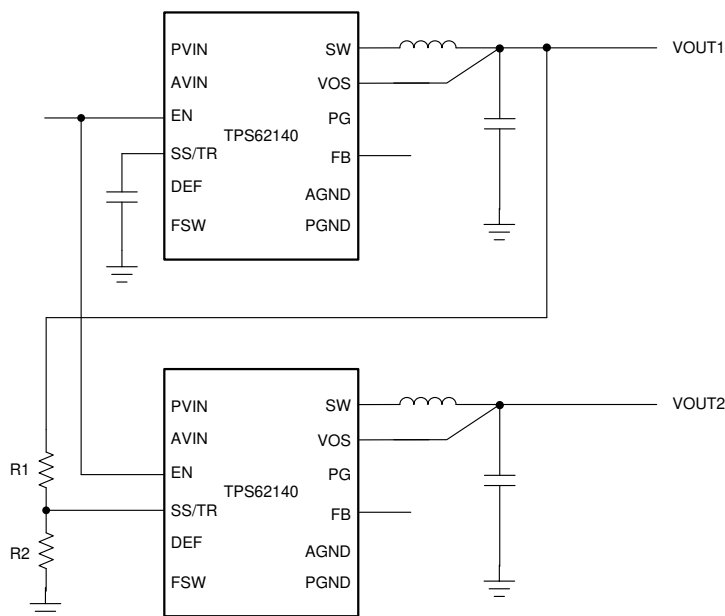 PVIN
SW
VOUT1
AVIN
VOS
EN
PG
TPS62140
SS/TR
FB
DEF
AGND
FSW
PGND
PVIN
SW
VOUT2
AVIN
VOS
R1
EN
PG
TPS62140
SS/TR
FB
R2
DEF
AGND
FSW
PGND